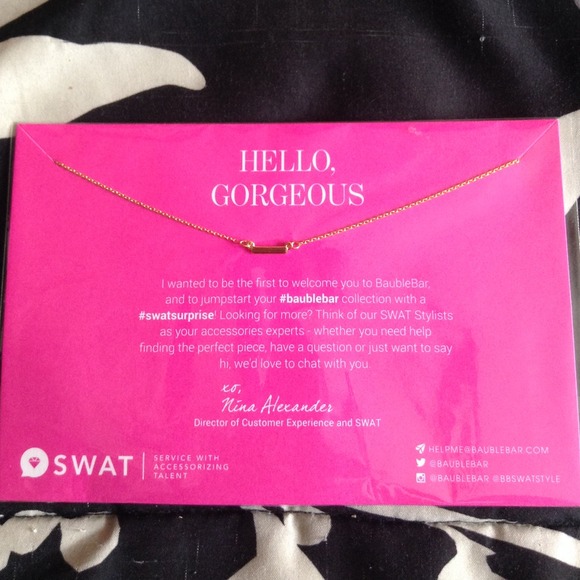 HELLO,
GORGEOUS
I wanted to be the first to welcome you to BaubleBar,
and to jumpstart your #baublebar collection with a
#swatsurprise! Looking for more? Think of our SWAT Stylists
as your accessories experts - whether you need help
finding the perfect piece, have a question or just want to say
hi, we'd love to chat with you.
xo,
Nina Alexander
Director of Customer Experience and SWAT
SWAT
SERVICE WITH
ACCESSORIZING
TALENT
HELPME@BAUBLEBAR.COM
@BAUBLEBAR
@BAUBLEBAR @BBSWATSTYLE